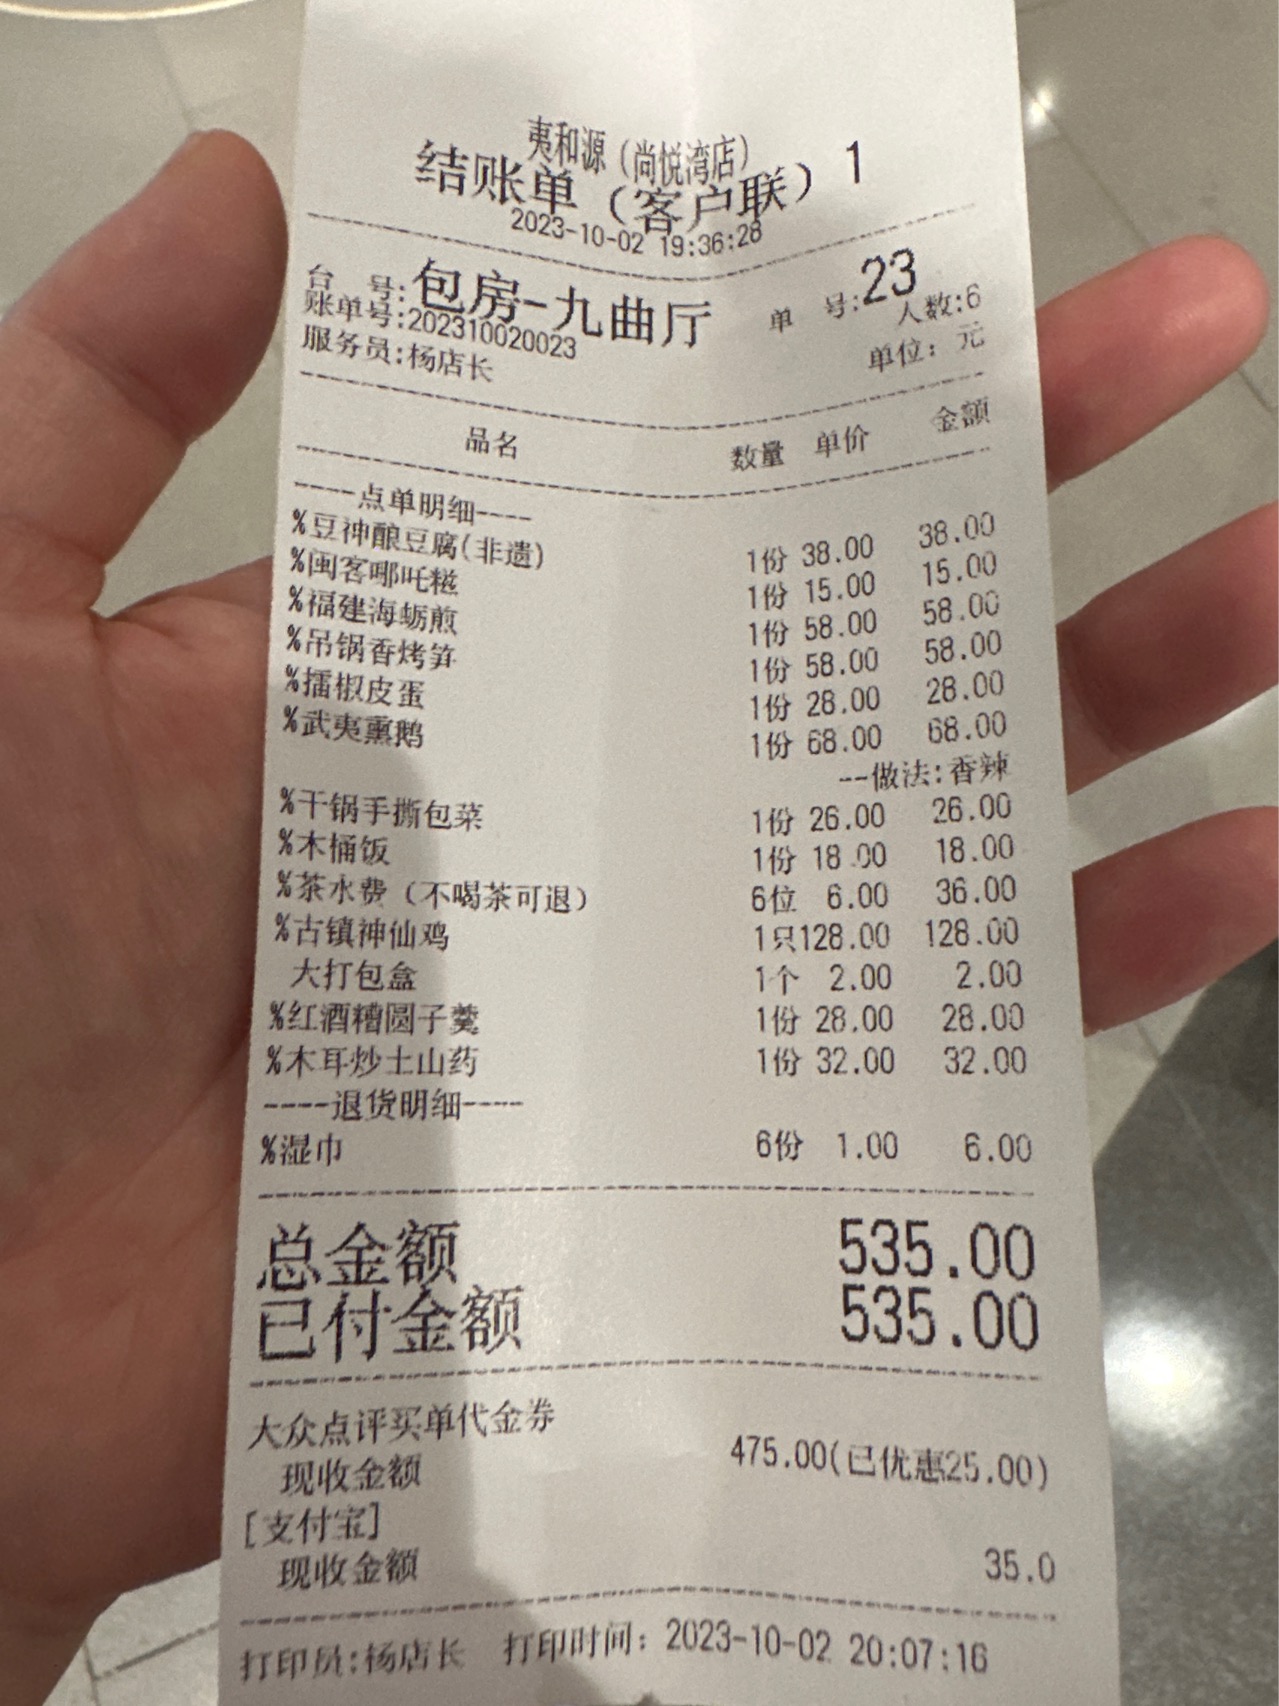 夷和源（尚悦湾店）
结账单（客户联）1
2023-10-02 19:36:28
台 号:包房-九曲厅 单 号:23
账单号:202310020023 人数:6
服务员:杨店长 单位: 元
品名 数量 单价 金额
----点单明细----
%豆神酿豆腐(非遗) 1份 38.00 38.00
%闽客哪吒糍 1份 15.00 15.00
%福建海蛎煎 1份 58.00 58.00
%吊锅香烤笋 1份 58.00 58.00
%擂椒皮蛋 1份 28.00 28.00
%武夷熏鹅 1份 68.00 68.00
--做法:香辣
%干锅手撕包菜 1份 26.00 26.00
%木桶饭 1份 18.00 18.00
%茶水费（不喝茶可退） 6位 6.00 36.00
%古镇神仙鸡 1只128.00 128.00
大打包盒 1个 2.00 2.00
%红酒糟圆子羹 1份 28.00 28.00
%木耳炒土山药 1份 32.00 32.00
----退货明细----
%湿巾 6份 1.00 6.00
总金额 535.00
已付金额 535.00
大众点评买单代金券
现收金额 475.00(已优惠25.00)
[支付宝]
现收金额 35.0
打印员:杨店长 打印时间: 2023-10-02 20:07:16